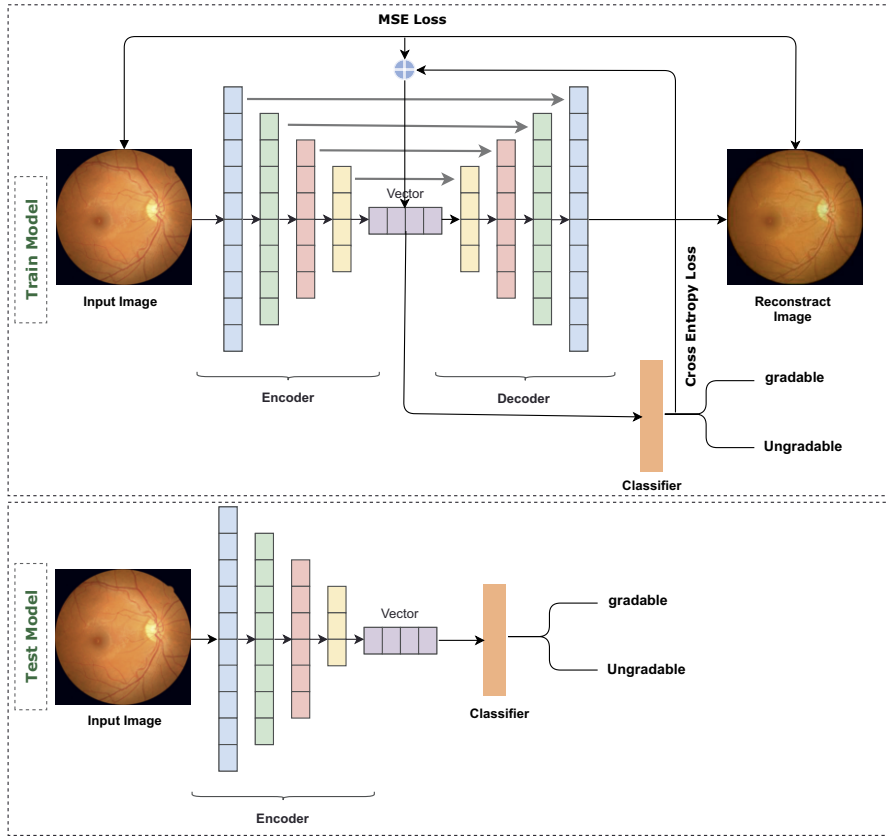 MSE Loss
Train Model
Vector
Input Image
Encoder
Decoder
Cross Entropy Loss
Reconstract
Image
gradable
Ungradable
Classifier
Test Model
Vector
Input Image
Encoder
Classifier
gradable
Ungradable